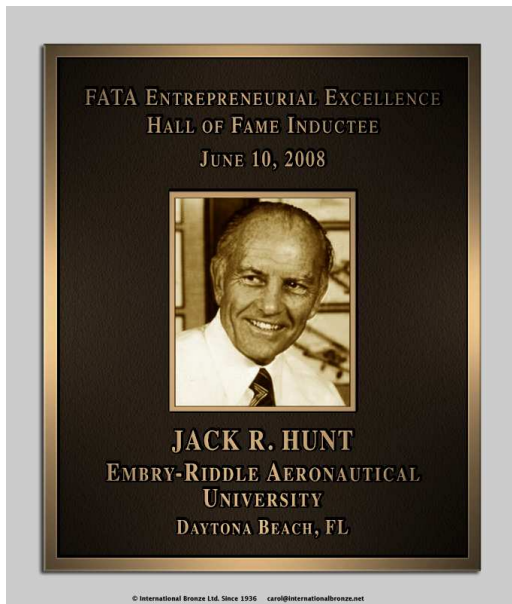 FATA ENTREPRENEURIAL EXCELLENCE
HALL OF FAME INDUCTEE
JUNE 10, 2008
JACK R. HUNT
EMBRY-RIDDLE AERONAUTICAL
UNIVERSITY
DAYTONA BEACH, FL
© International Bronze Ltd. Since 1936 carol@internationalbronze.net